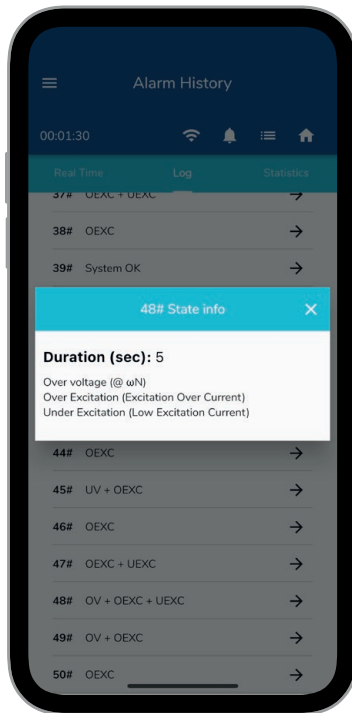 Alarm History
00:01:30
Real Time Log Statistics
37# OEXC + UEXC
38# OEXC
39# System OK
48# State info
Duration (sec): 5
Over voltage (@ ωN)
Over Excitation (Excitation Over Current)
Under Excitation (Low Excitation Current)
44# OEXC
45# UV + OEXC
46# OEXC
47# OEXC + UEXC
48# OV + OEXC + UEXC
49# OV + OEXC
50# OEXC